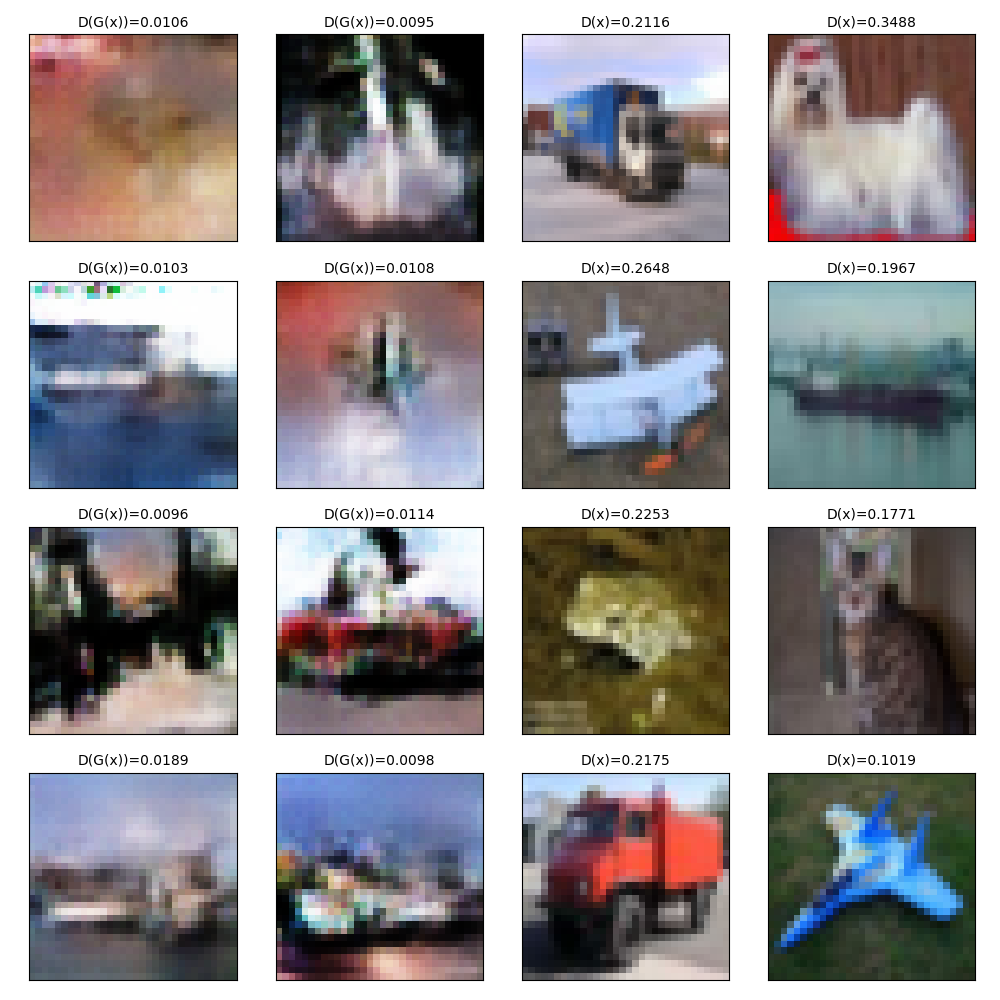 D(G(x))=0.0106
D(G(x))=0.0095
D(x)=0.2116
D(x)=0.3488
D(G(x))=0.0103
D(G(x))=0.0108
D(x)=0.2648
D(x)=0.1967
D(G(x))=0.0096
D(G(x))=0.0114
D(x)=0.2253
D(x)=0.1771
D(G(x))=0.0189
D(G(x))=0.0098
D(x)=0.2175
D(x)=0.1019